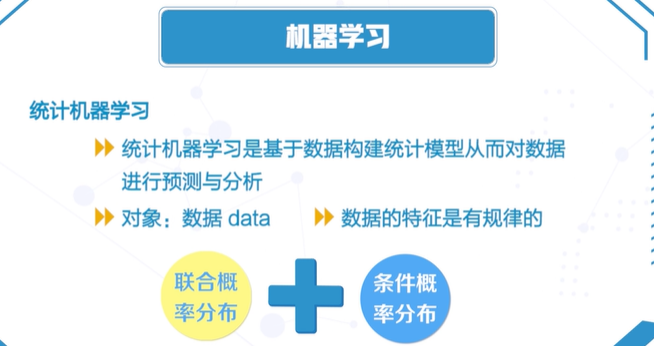 机器学习
统计机器学习
统计机器学习是基于数据构建统计模型从而对数据
进行预测与分析
对象：数据 data
数据的特征是有规律的
联合概
率分布
条件概
率分布